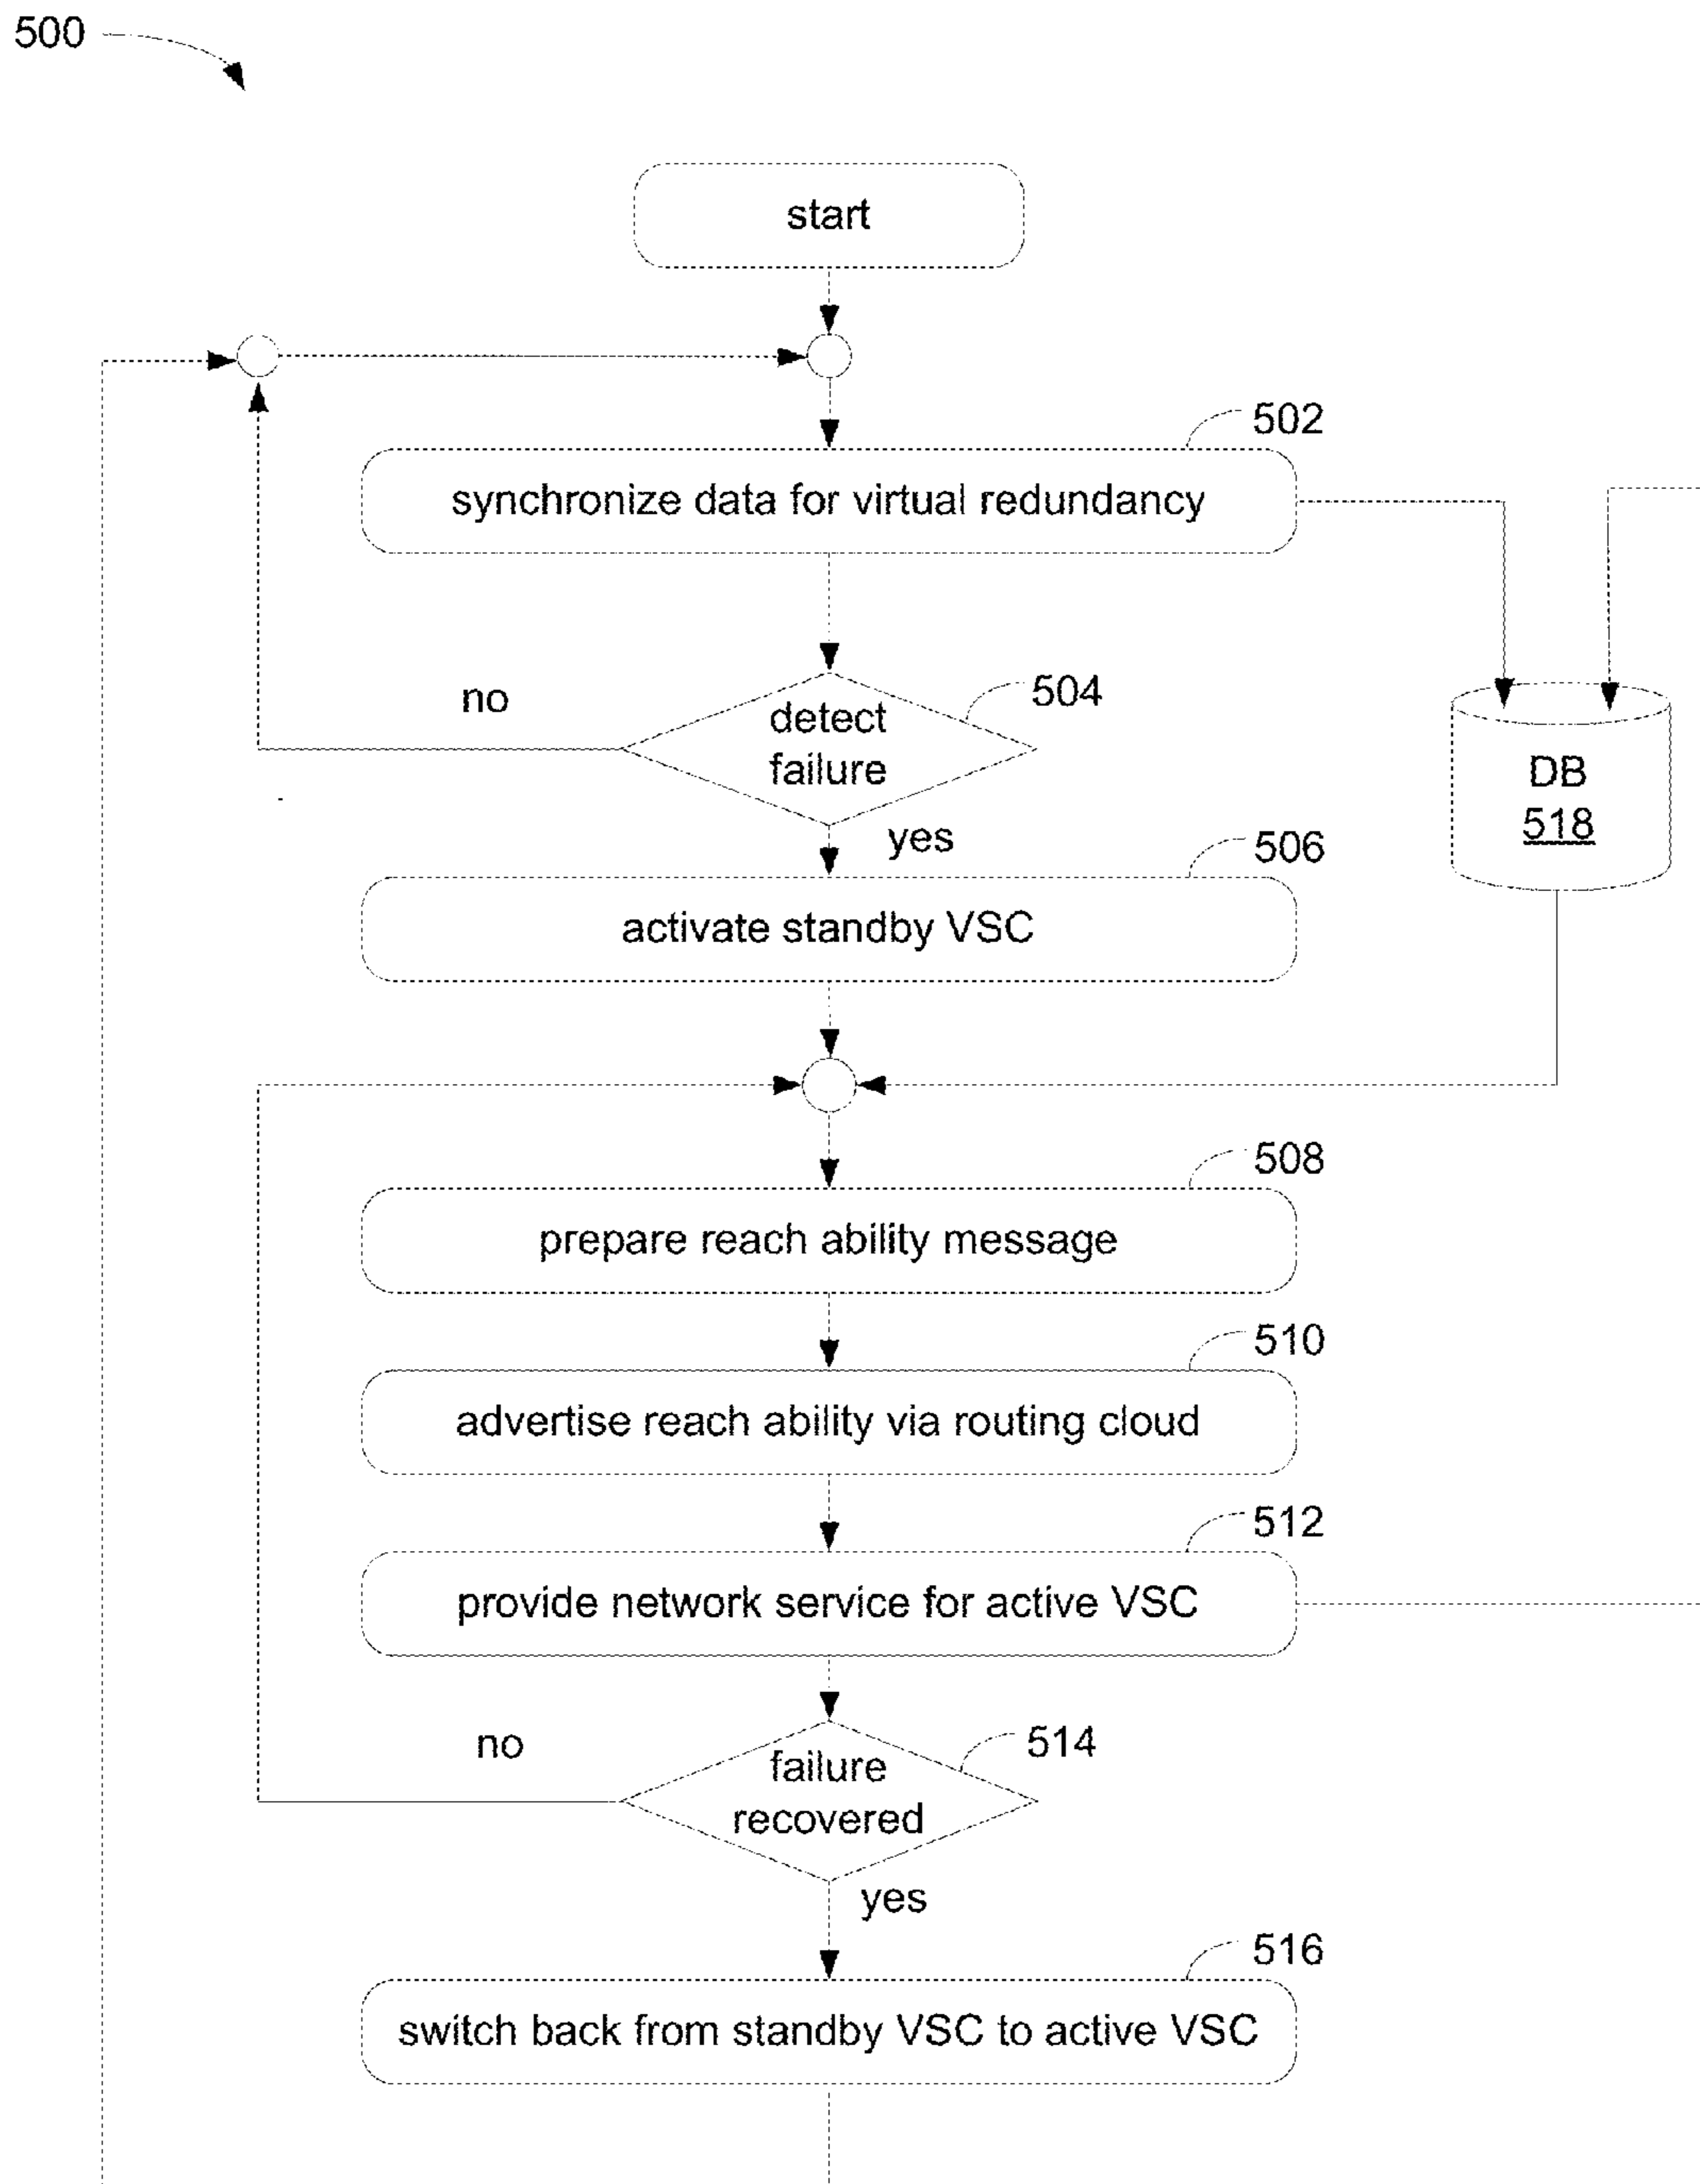 500
start
502
synchronize data for virtual redundancy
no
504
detect
failure
DB
518
yes
506
activate standby VSC
508
prepare reach ability message
510
advertise reach ability via routing cloud
512
provide network service for active VSC
no
514
failure
recovered
yes
516
switch back from standby VSC to active VSC